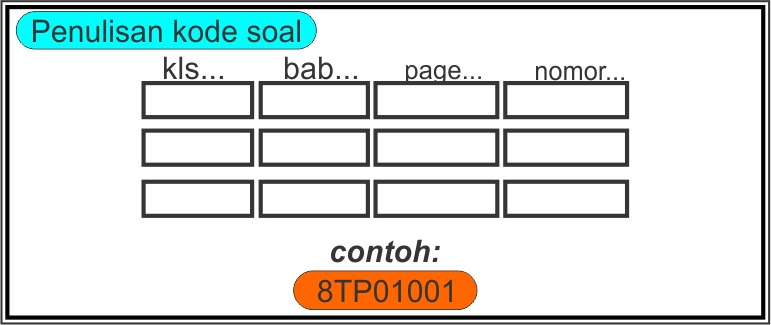 Penulisan kode soal
kls... bab... page... nomor...
contoh:
8TP01001